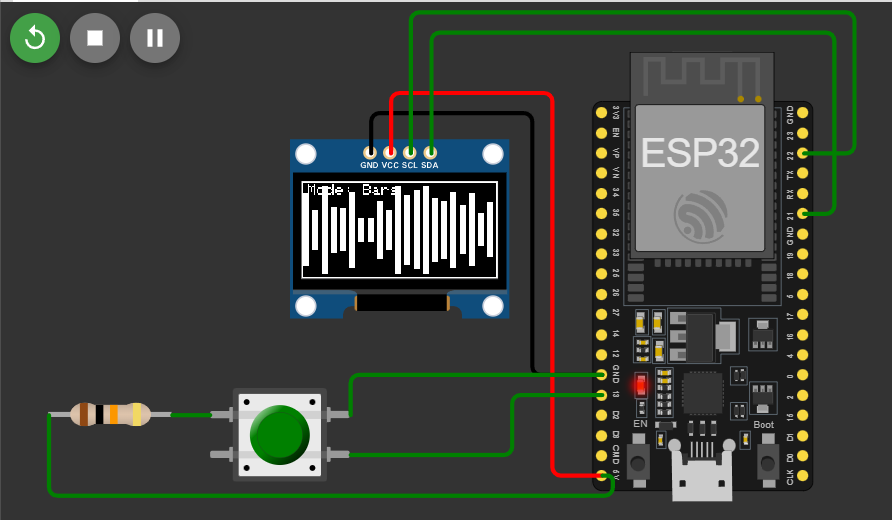 GND VCC SCL SDA
Mode: Bars
ESP32
3V3
EN
VP
VN
34
35
32
33
25
26
27
14
12
GND
13
D2
D3
CMD
5V
GND
23
22
TX
RX
21
GND
19
18
5
17
16
4
0
2
15
D1
D0
CLK
EN
Boot